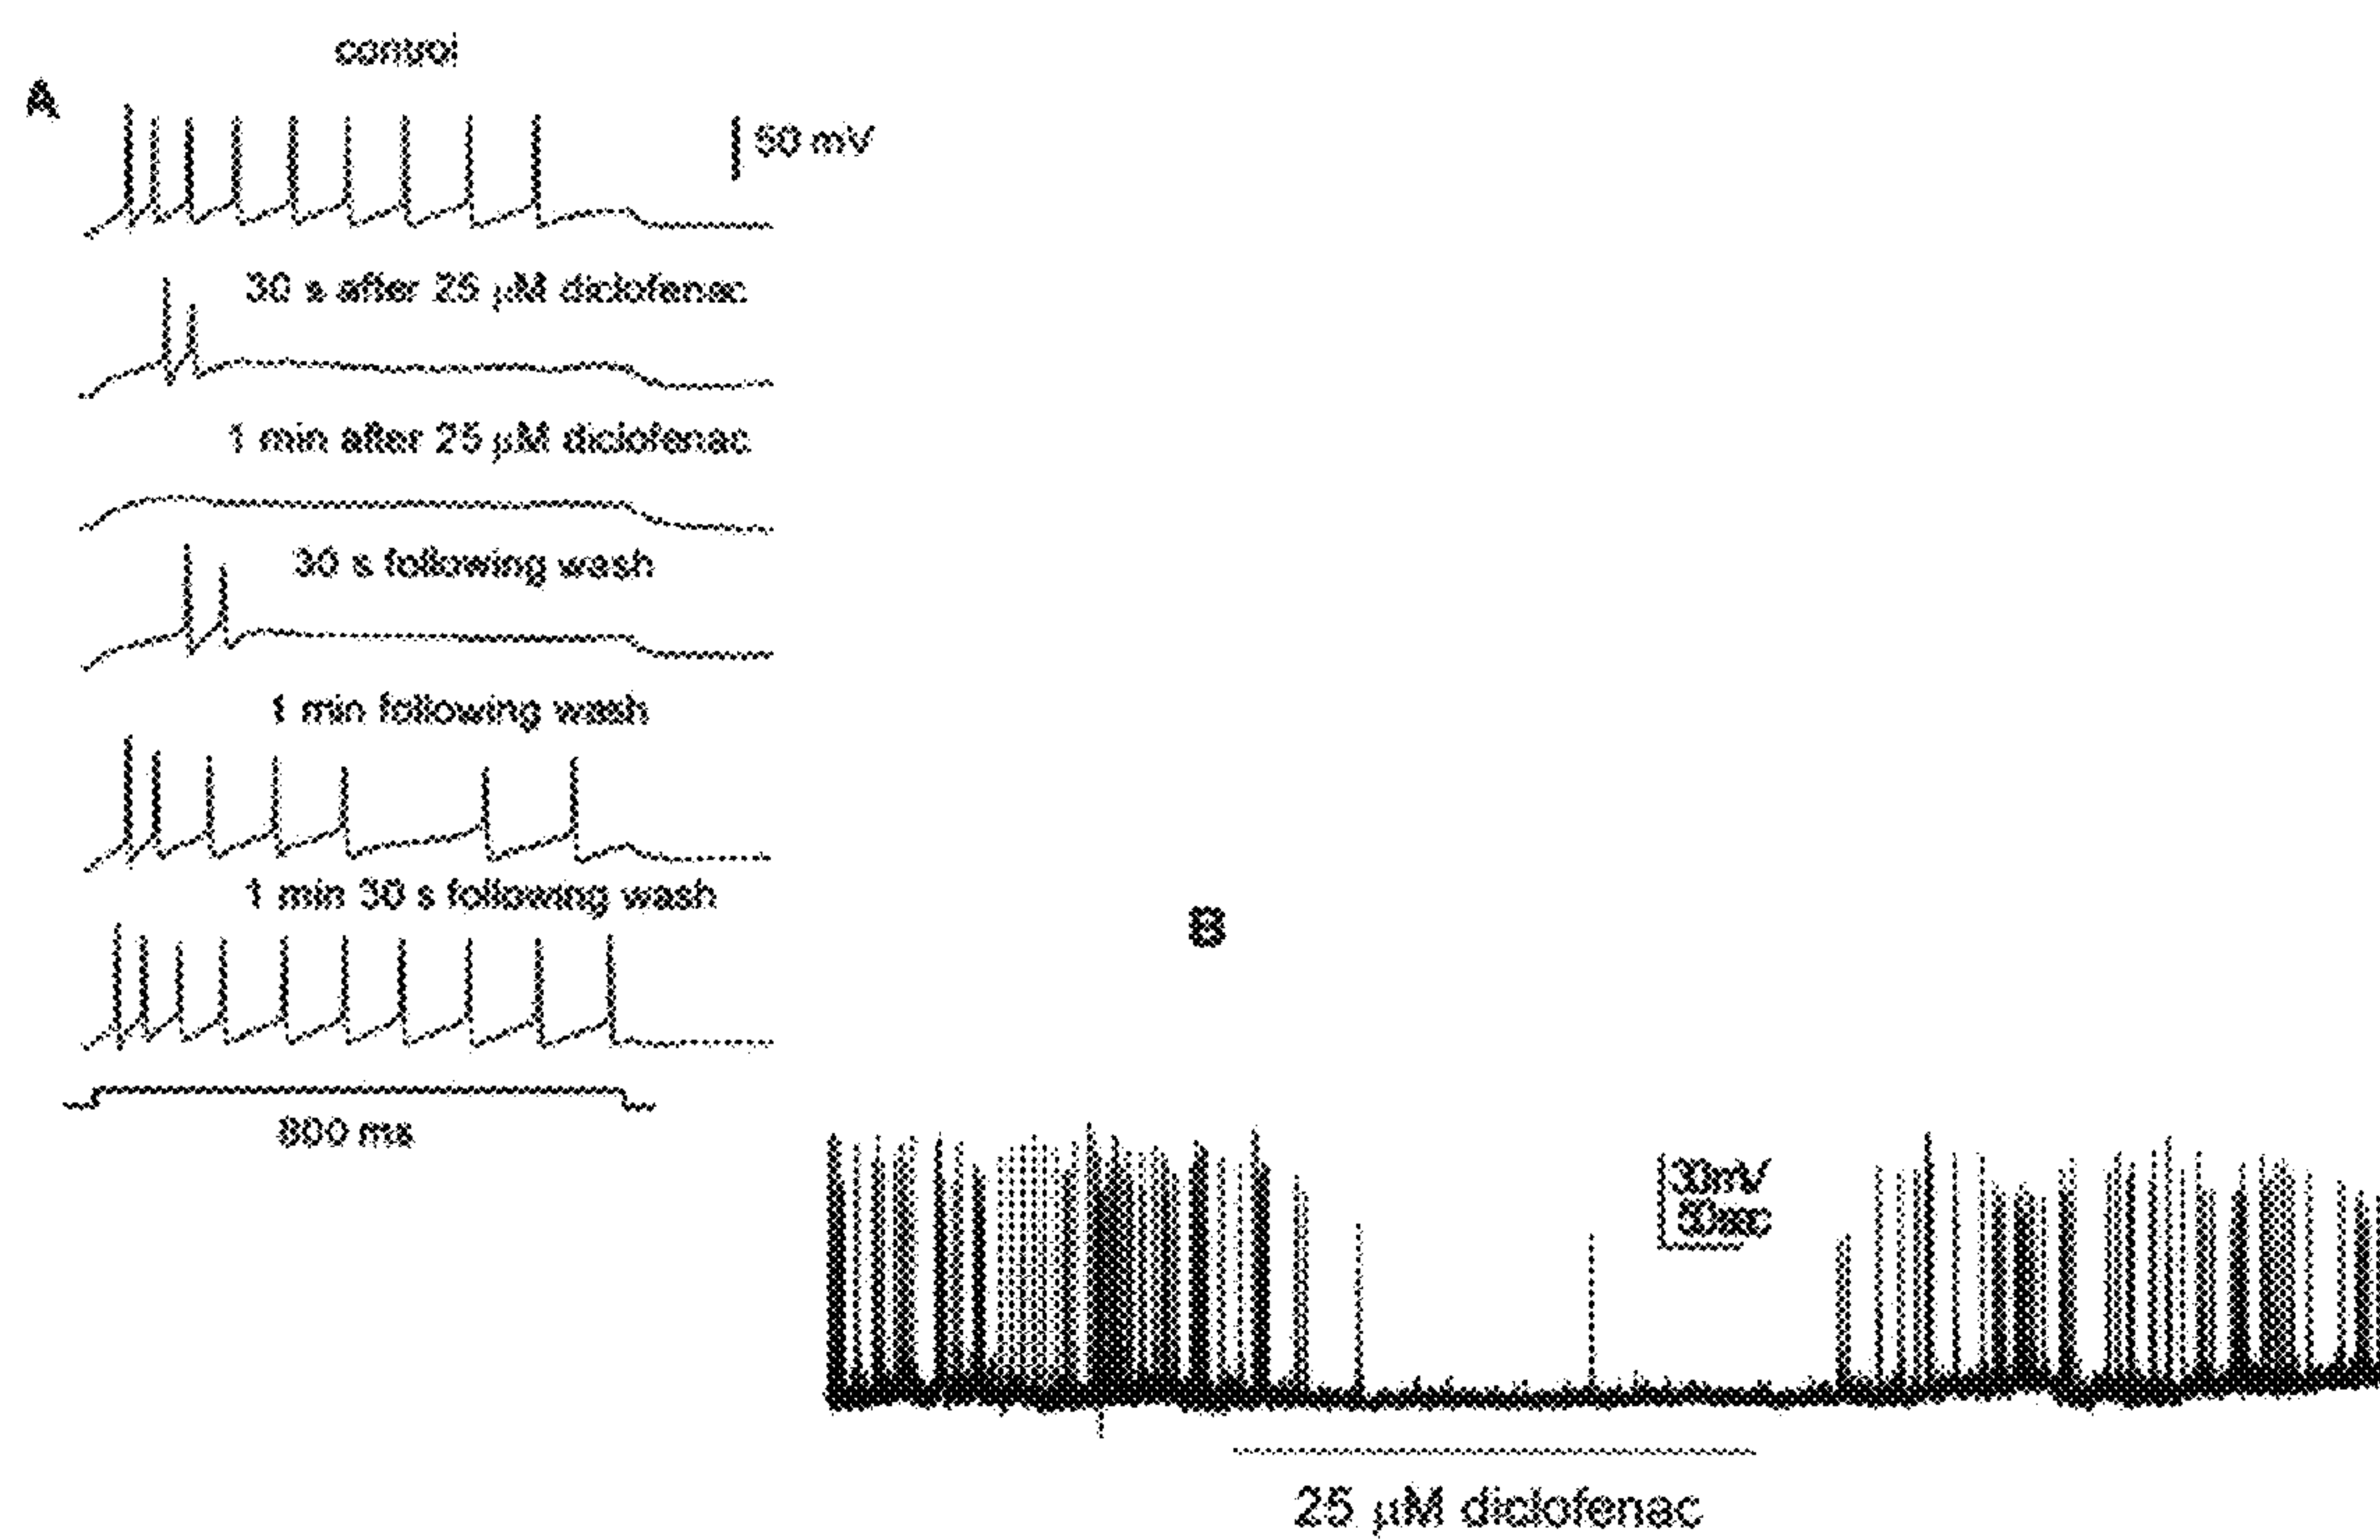 control
A
50 mV
30 s after 25 µM diclofenac
1 min after 25 µM diclofenac
30 s following wash
1 min following wash
1 min 30 s following wash
800 ms
B
30mV
25 µM diclofenac